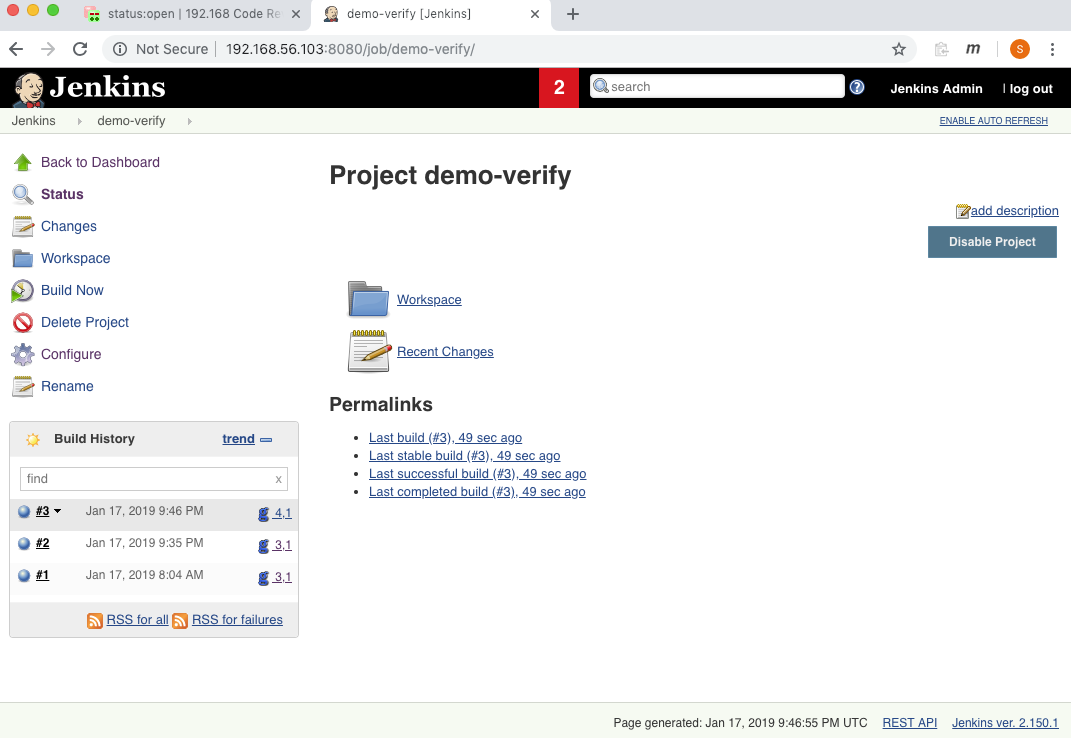 status:open | 192.168 Code Re
demo-verify [Jenkins]
Not Secure 192.168.56.103:8080/job/demo-verify/
m
S
Jenkins
2
search
Jenkins Admin
| log out
Jenkins demo-verify
ENABLE AUTO REFRESH
Back to Dashboard
Status
Changes
Workspace
Build Now
Delete Project
Configure
Rename
Build History
trend
find
x
#3 Jan 17, 2019 9:46 PM 4,1
#2 Jan 17, 2019 9:35 PM 3,1
#1 Jan 17, 2019 8:04 AM 3,1
RSS for all RSS for failures
Project demo-verify
add description
Disable Project
Workspace
Recent Changes
Permalinks
Last build (#3), 49 sec ago
Last stable build (#3), 49 sec ago
Last successful build (#3), 49 sec ago
Last completed build (#3), 49 sec ago
Page generated: Jan 17, 2019 9:46:55 PM UTC REST API Jenkins ver. 2.150.1